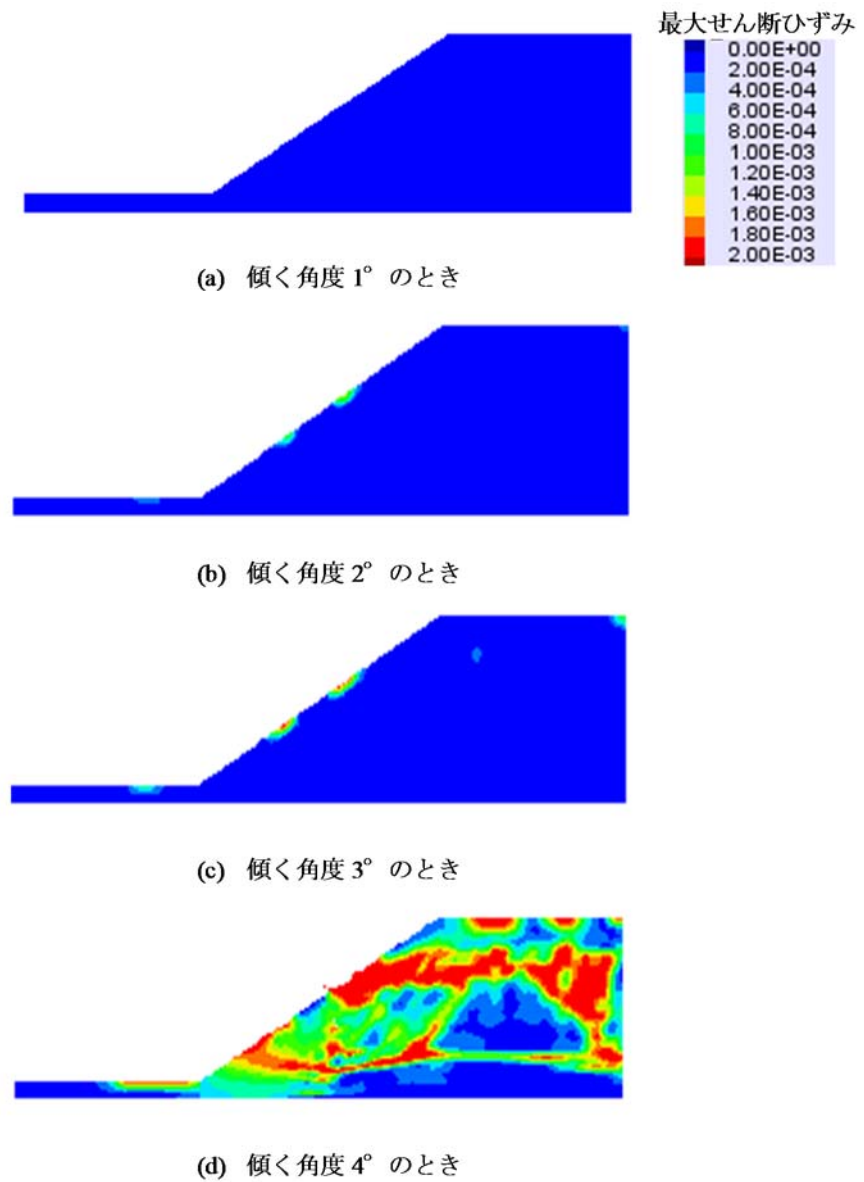 最大せん断ひずみ
0.00E+00
2.00E-04
4.00E-04
6.00E-04
8.00E-04
1.00E-03
1.20E-03
1.40E-03
1.60E-03
1.80E-03
2.00E-03
(a) 傾く角度 1° のとき
(b) 傾く角度 2° のとき
(c) 傾く角度 3° のとき
(d) 傾く角度 4° のとき